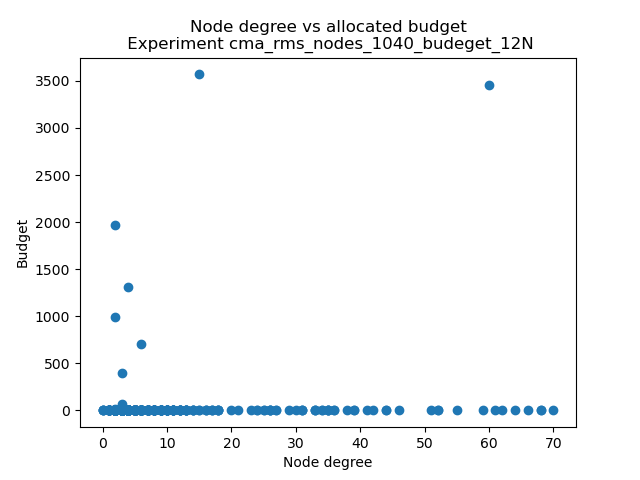 Node degree vs allocated budget
Experiment cma_rms_nodes_1040_budeget_12N
3500
3000
2500
2000
1500
1000
500
0
Budget
0 10 20 30 40 50 60 70
Node degree